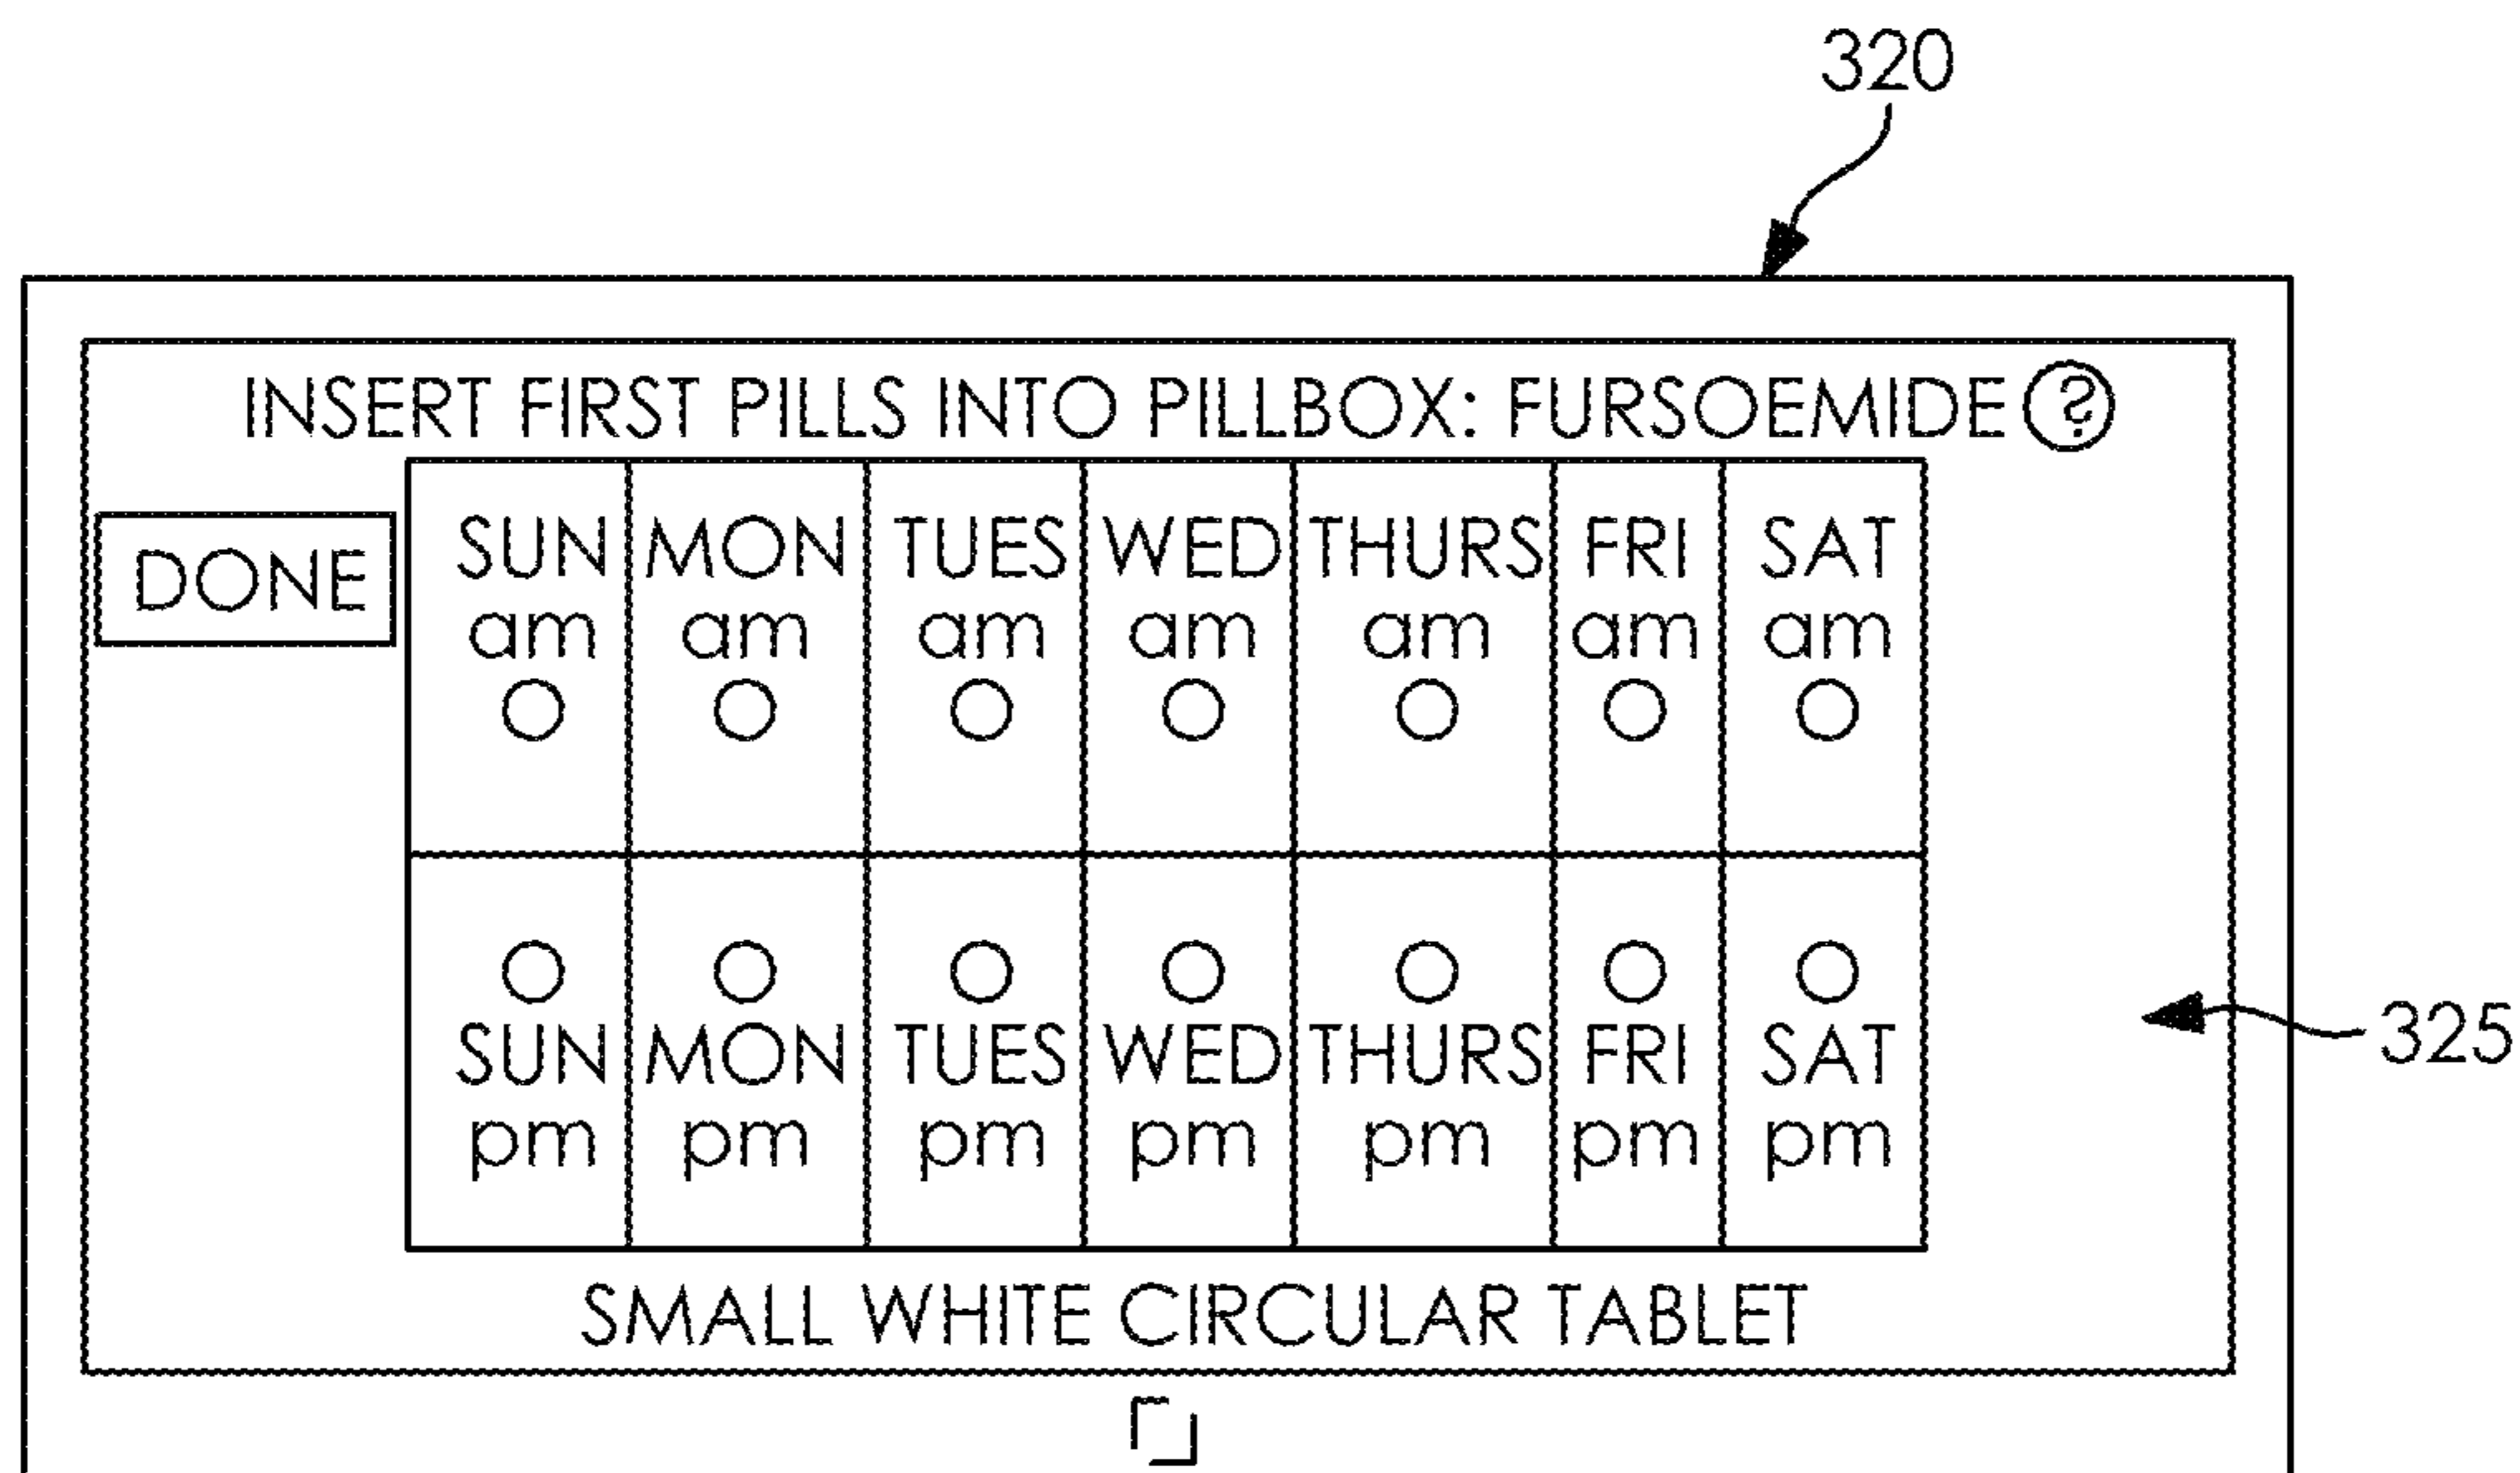 320
INSERT FIRST PILLS INTO PILLBOX: FURSOEMIDE ?
DONE
SUN MON TUES WED THURS FRI SAT
am am am am am am am
SUN MON TUES WED THURS FRI SAT
pm pm pm pm pm pm pm
325
SMALL WHITE CIRCULAR TABLET